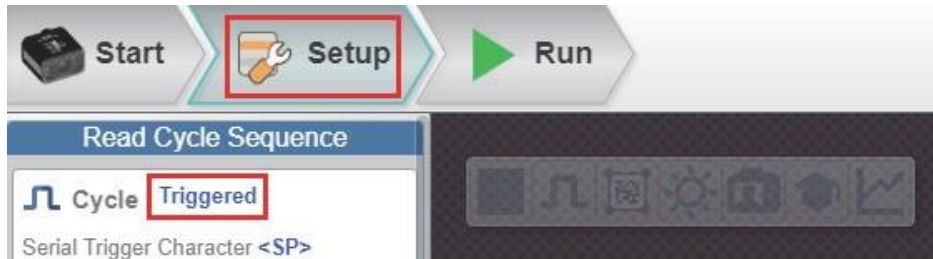 Start Setup Run
Read Cycle Sequence
Cycle Triggered
Serial Trigger Character <SP>